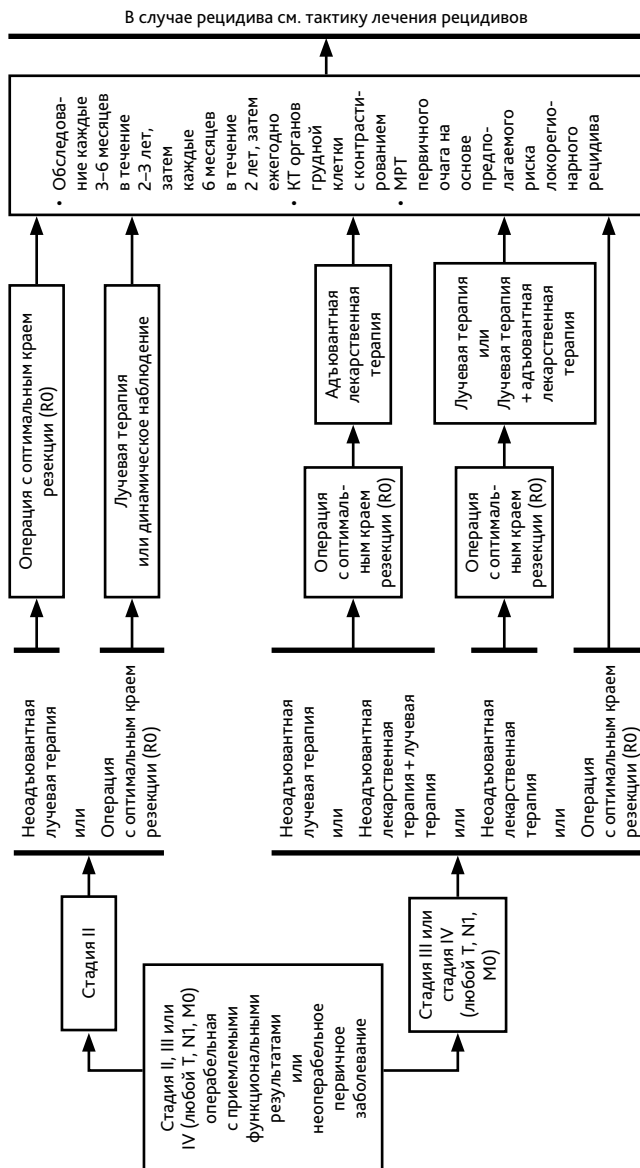 Стадия II, III или
IV (любой T, N1, M0)
операбельная
с приемлемыми
функциональными
результатами
или
неоперабельное
первичное
заболевание
Стадия II
Неоадъювантная
лучевая терапия
или
Операция
с оптимальным краем
резекции (R0)
Операция с оптимальным краем
резекции (R0)
Лучевая терапия
или динамическое наблюдение
Стадия III или
стадия IV
(любой T, N1,
M0)
Неоадъювантная
лучевая терапия
или
Неоадъювантная
лекарственная
терапия + лучевая
терапия
или
Неоадъювантная
лекарственная
терапия
или
Операция
с оптимальным краем
резекции (R0)
Операция
с оптималь-
ным краем
резекции (R0)
Адъювантная
лекарственная
терапия
Операция
с оптималь-
ным краем
резекции (R0)
Лучевая терапия
или
Лучевая терапия
+ адъювантная
лекарственная
терапия
• Обследова-
ние каждые
3–6 месяцев
в течение
2–3 лет,
затем
каждые
6 месяцев
в течение
2 лет, затем
ежегодно
• КТ органов
грудной
клетки
с контрасти-
рованием
• МРТ
первичного
очага на
основе
предпо-
лагаемого
риска
локорегио-
нарного
рецидива
В случае рецидива см. тактику лечения рецидивов